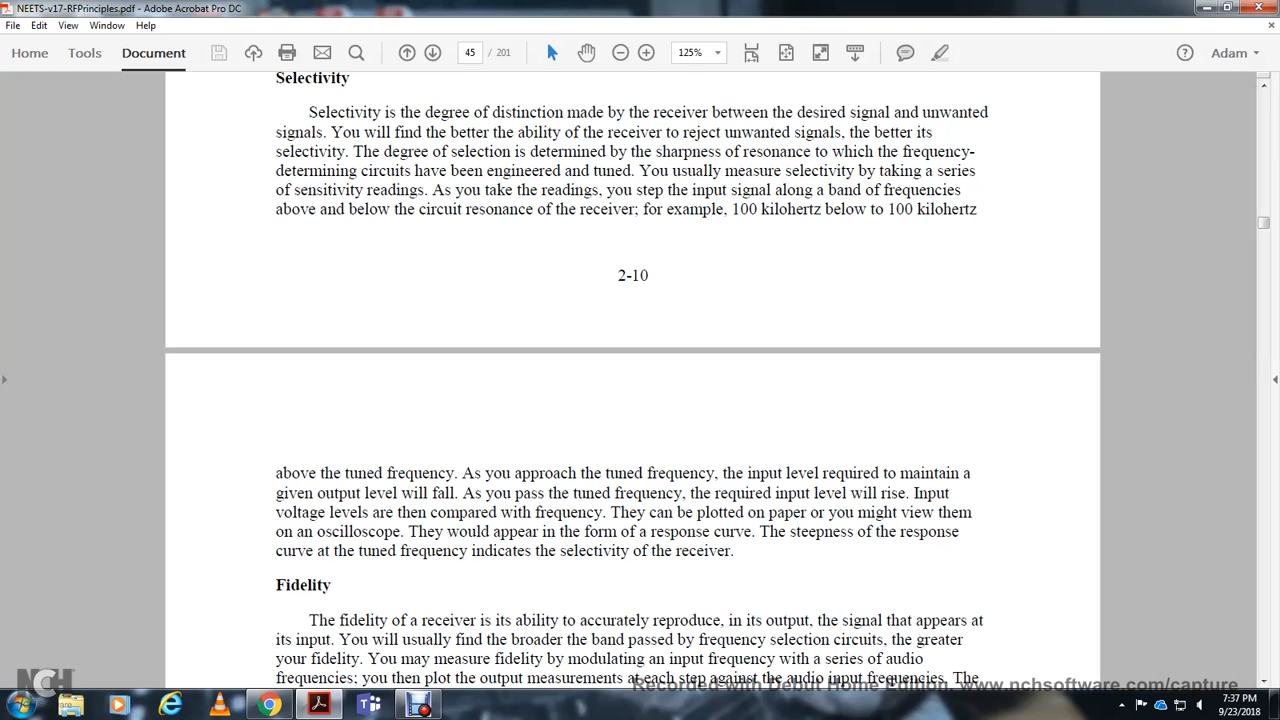 NEETS-v17-RFPrinciples.pdf - Adobe Acrobat Pro DC
File Edit View Window Help
Home Tools Document 45 / 201 125% Adam
Selectivity
Selectivity is the degree of distinction made by the receiver between the desired signal and unwanted
signals. You will find the better the ability of the receiver to reject unwanted signals, the better its
selectivity. The degree of selection is determined by the sharpness of resonance to which the frequency-
determining circuits have been engineered and tuned. You usually measure selectivity by taking a series
of sensitivity readings. As you take the readings, you step the input signal along a band of frequencies
above and below the circuit resonance of the receiver; for example, 100 kilohertz below to 100 kilohertz
2-10
above the tuned frequency. As you approach the tuned frequency, the input level required to maintain a
given output level will fall. As you pass the tuned frequency, the required input level will rise. Input
voltage levels are then compared with frequency. They can be plotted on paper or you might view them
on an oscilloscope. They would appear in the form of a response curve. The steepness of the response
curve at the tuned frequency indicates the selectivity of the receiver.
Fidelity
The fidelity of a receiver is its ability to accurately reproduce, in its output, the signal that appears at
its input. You will usually find the broader the band passed by frequency selection circuits, the greater
your fidelity. You may measure fidelity by modulating an input frequency with a series of audio
frequencies; you then plot the output measurements at each step against the audio input frequencies. The
Recorded with Debut Home Edition. www.nchsoftware.com/capture
NCH
7:37 PM
9/23/2018